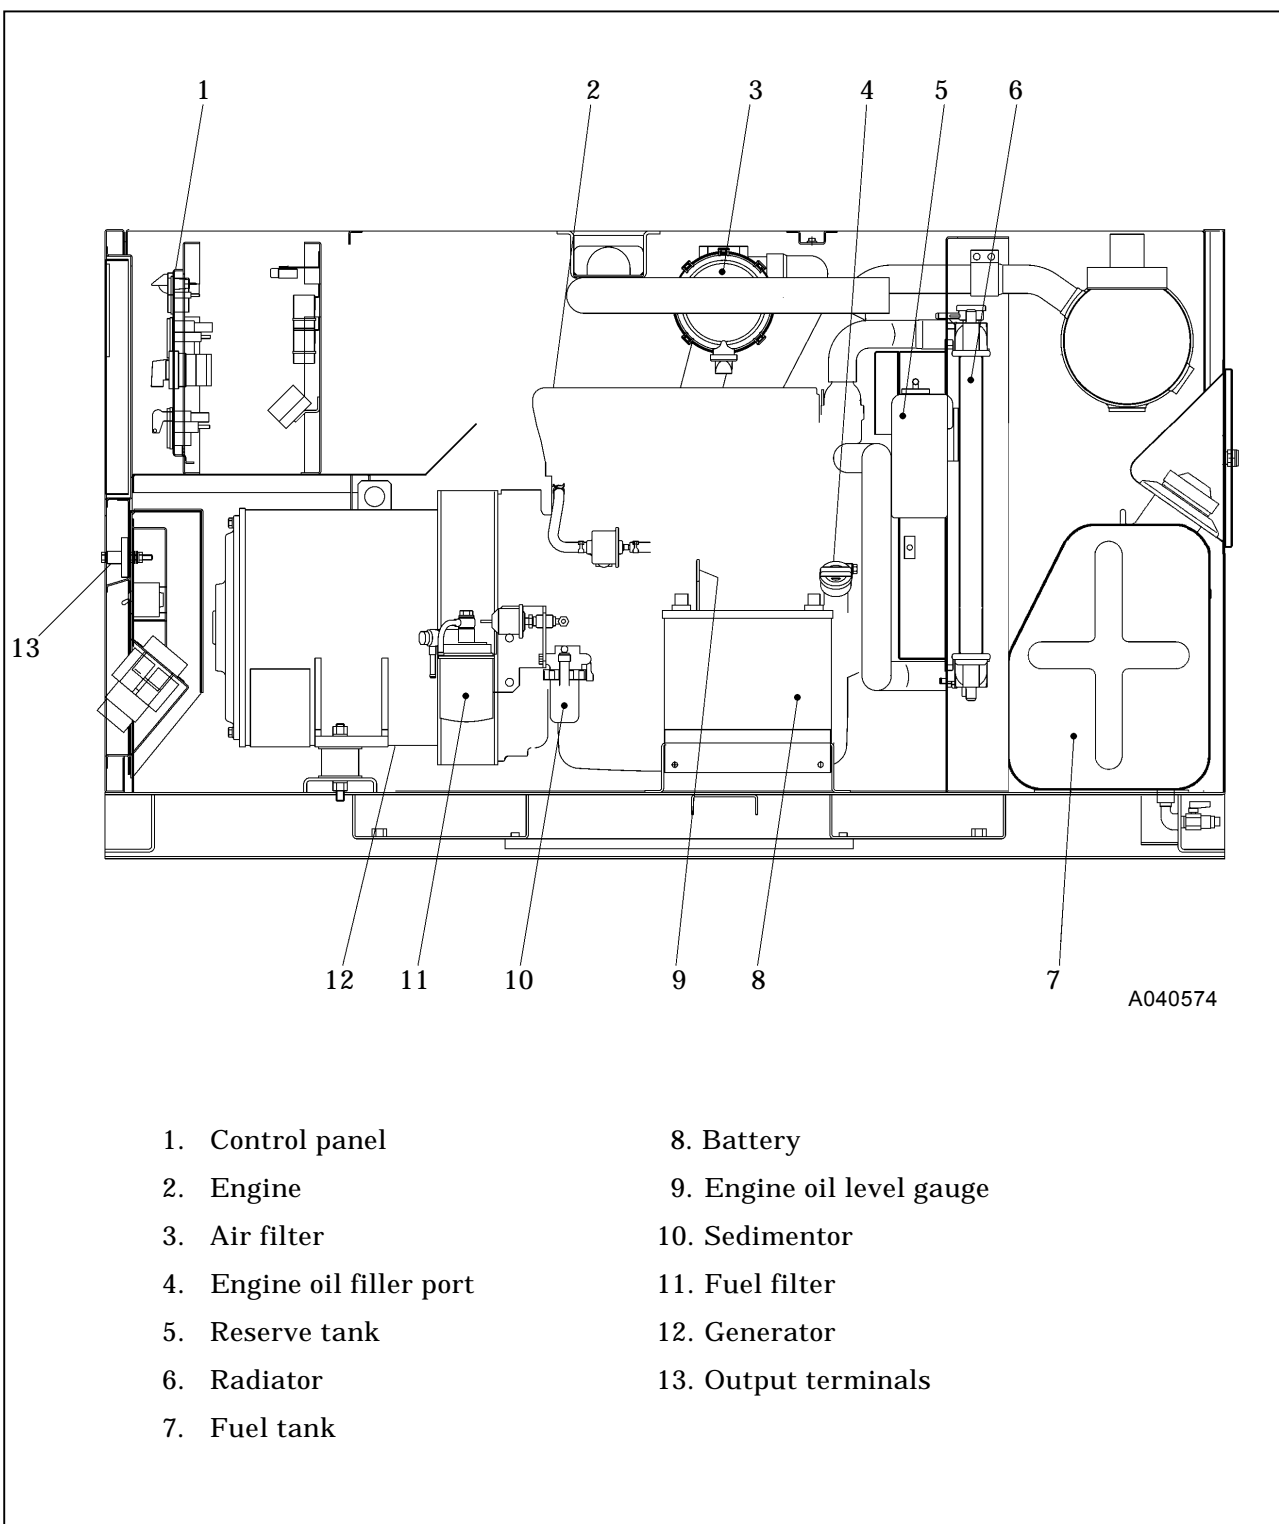 1 2 3 4 5 6
13
12 11 10 9 8 7
A040574
1. Control panel
2. Engine
3. Air filter
4. Engine oil filler port
5. Reserve tank
6. Radiator
7. Fuel tank
8. Battery
9. Engine oil level gauge
10. Sedimentor
11. Fuel filter
12. Generator
13. Output terminals